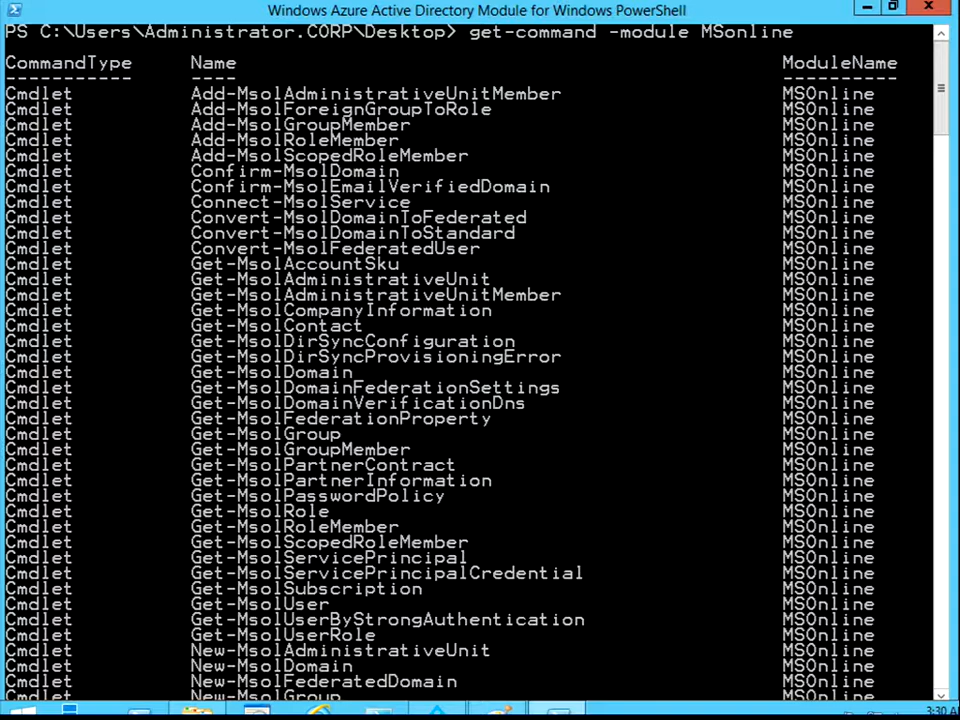 Windows Azure Active Directory Module for Windows PowerShell
PS C:\Users\Administrator.CORP\Desktop> get-command -module MSonline
CommandType Name ModuleName
----------- ---- ----------
Cmdlet Add-MsolAdministrativeUnitMember MSOnline
Cmdlet Add-MsolForeignGroupToRole MSOnline
Cmdlet Add-MsolGroupMember MSOnline
Cmdlet Add-MsolRoleMember MSOnline
Cmdlet Add-MsolScopedRoleMember MSOnline
Cmdlet Confirm-MsolDomain MSOnline
Cmdlet Confirm-MsolEmailVerifiedDomain MSOnline
Cmdlet Connect-MsolService MSOnline
Cmdlet Convert-MsolDomainToFederated MSOnline
Cmdlet Convert-MsolDomainToStandard MSOnline
Cmdlet Convert-MsolFederatedUser MSOnline
Cmdlet Get-MsolAccountSku MSOnline
Cmdlet Get-MsolAdministrativeUnit MSOnline
Cmdlet Get-MsolAdministrativeUnitMember MSOnline
Cmdlet Get-MsolCompanyInformation MSOnline
Cmdlet Get-MsolContact MSOnline
Cmdlet Get-MsolDirSyncConfiguration MSOnline
Cmdlet Get-MsolDirSyncProvisioningError MSOnline
Cmdlet Get-MsolDomain MSOnline
Cmdlet Get-MsolDomainFederationSettings MSOnline
Cmdlet Get-MsolDomainVerificationDns MSOnline
Cmdlet Get-MsolFederationProperty MSOnline
Cmdlet Get-MsolGroup MSOnline
Cmdlet Get-MsolGroupMember MSOnline
Cmdlet Get-MsolPartnerContract MSOnline
Cmdlet Get-MsolPartnerInformation MSOnline
Cmdlet Get-MsolPasswordPolicy MSOnline
Cmdlet Get-MsolRole MSOnline
Cmdlet Get-MsolRoleMember MSOnline
Cmdlet Get-MsolScopedRoleMember MSOnline
Cmdlet Get-MsolServicePrincipal MSOnline
Cmdlet Get-MsolServicePrincipalCredential MSOnline
Cmdlet Get-MsolSubscription MSOnline
Cmdlet Get-MsolUser MSOnline
Cmdlet Get-MsolUserByStrongAuthentication MSOnline
Cmdlet Get-MsolUserRole MSOnline
Cmdlet New-MsolAdministrativeUnit MSOnline
Cmdlet New-MsolDomain MSOnline
Cmdlet New-MsolFederatedDomain MSOnline
Cmdlet New-MsolGroup MSOnline
3:30 A